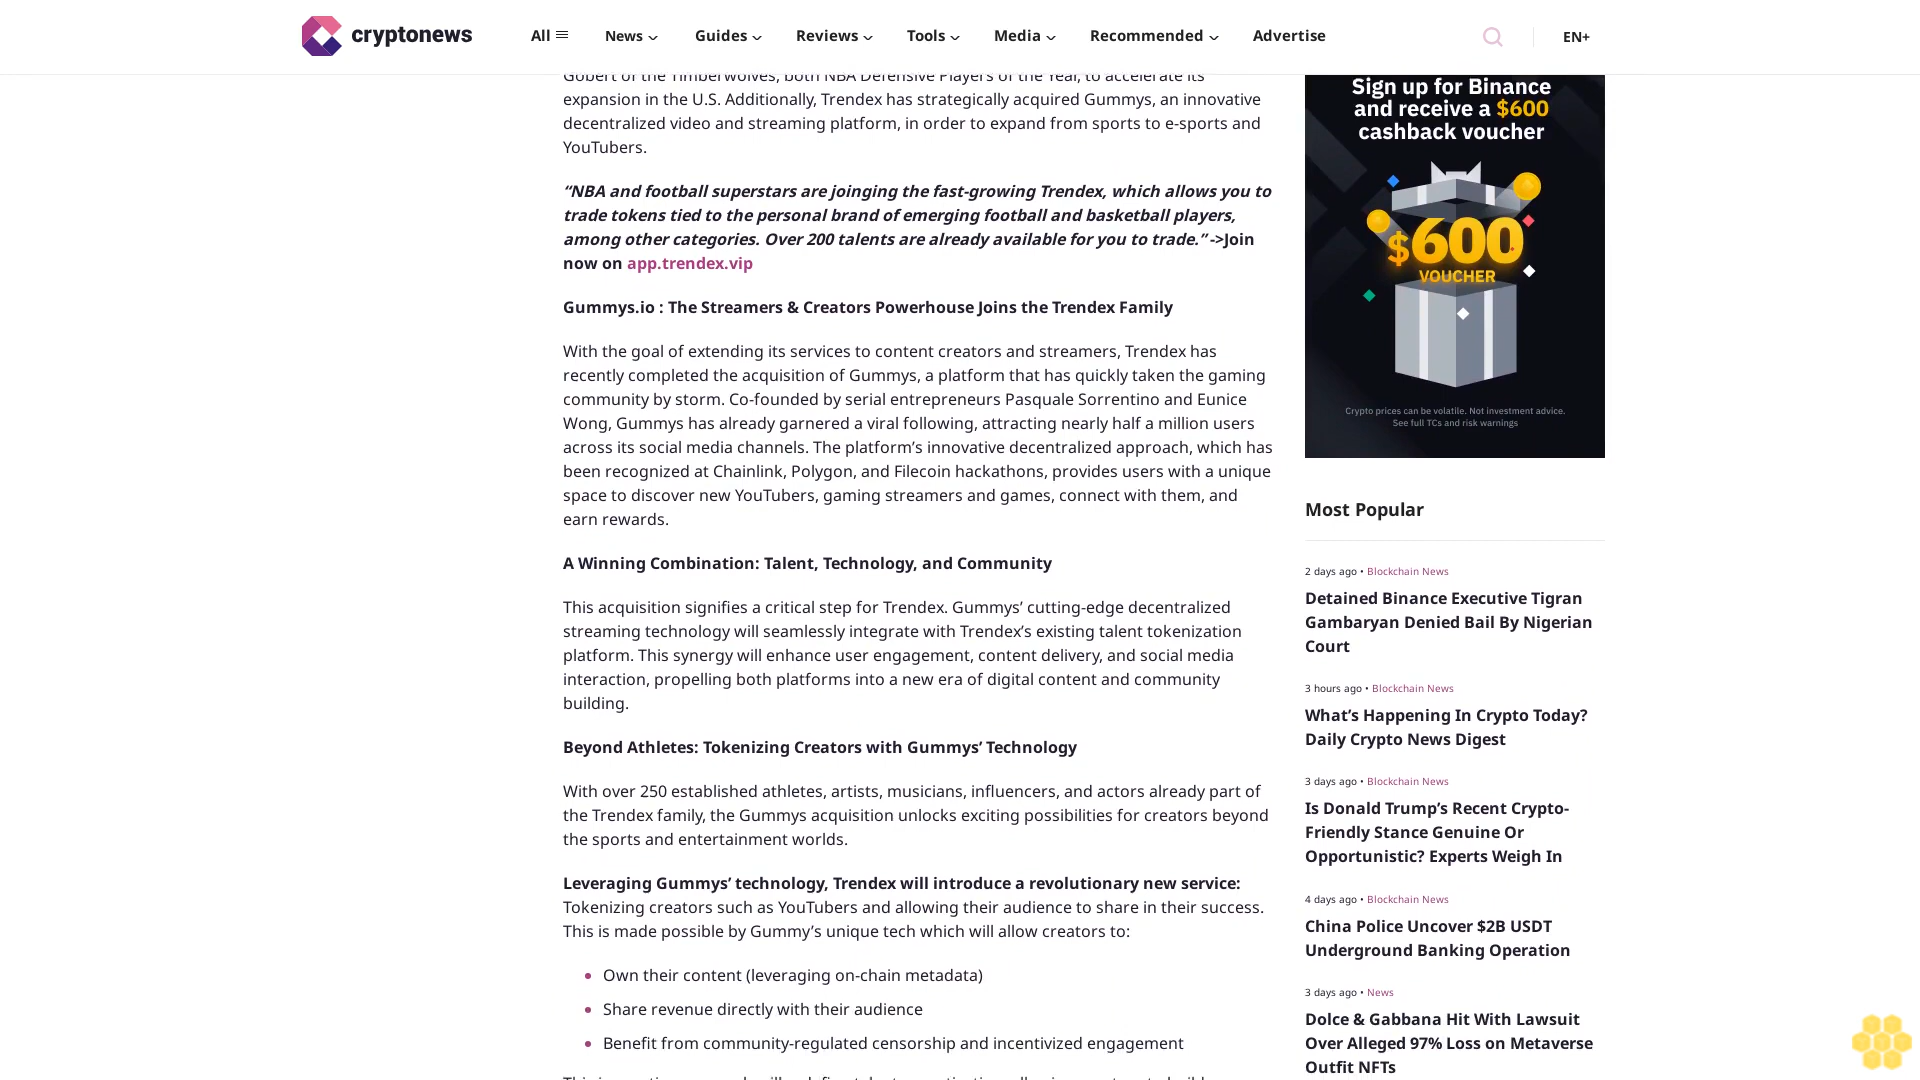 cryptonews
All
News
Guides
Reviews
Tools
Media
Recommended
Advertise
EN+
Gobert of the Timberwolves, both NBA Defensive Players of the Year, to accelerate its
expansion in the U.S. Additionally, Trendex has strategically acquired Gummys, an innovative
decentralized video and streaming platform, in order to expand from sports to e-sports and
YouTubers.
“NBA and football superstars are joinging the fast-growing Trendex, which allows you to
trade tokens tied to the personal brand of emerging football and basketball players,
among other categories. Over 200 talents are already available for you to trade.” ->Join
now on app.trendex.vip
Gummys.io : The Streamers & Creators Powerhouse Joins the Trendex Family
With the goal of extending its services to content creators and streamers, Trendex has
recently completed the acquisition of Gummys, a platform that has quickly taken the gaming
community by storm. Co-founded by serial entrepreneurs Pasquale Sorrentino and Eunice
Wong, Gummys has already garnered a viral following, attracting nearly half a million users
across its social media channels. The platform’s innovative decentralized approach, which has
been recognized at Chainlink, Polygon, and Filecoin hackathons, provides users with a unique
space to discover new YouTubers, gaming streamers and games, connect with them, and
earn rewards.
A Winning Combination: Talent, Technology, and Community
This acquisition signifies a critical step for Trendex. Gummys’ cutting-edge decentralized
streaming technology will seamlessly integrate with Trendex’s existing talent tokenization
platform. This synergy will enhance user engagement, content delivery, and social media
interaction, propelling both platforms into a new era of digital content and community
building.
Beyond Athletes: Tokenizing Creators with Gummys’ Technology
With over 250 established athletes, artists, musicians, influencers, and actors already part of
the Trendex family, the Gummys acquisition unlocks exciting possibilities for creators beyond
the sports and entertainment worlds.
Leveraging Gummys’ technology, Trendex will introduce a revolutionary new service:
Tokenizing creators such as YouTubers and allowing their audience to share in their success.
This is made possible by Gummy’s unique tech which will allow creators to:
Own their content (leveraging on-chain metadata)
Share revenue directly with their audience
Benefit from community-regulated censorship and incentivized engagement
Sign up for Binance
and receive a $600
cashback voucher
$600
VOUCHER
Crypto prices can be volatile. Not investment advice.
See full TCs and risk warnings
Most Popular
2 days ago • Blockchain News
Detained Binance Executive Tigran
Gambaryan Denied Bail By Nigerian
Court
3 hours ago • Blockchain News
What’s Happening In Crypto Today?
Daily Crypto News Digest
3 days ago • Blockchain News
Is Donald Trump’s Recent Crypto-
Friendly Stance Genuine Or
Opportunistic? Experts Weigh In
4 days ago • Blockchain News
China Police Uncover $2B USDT
Underground Banking Operation
3 days ago • News
Dolce & Gabbana Hit With Lawsuit
Over Alleged 97% Loss on Metaverse
Outfit NFTs